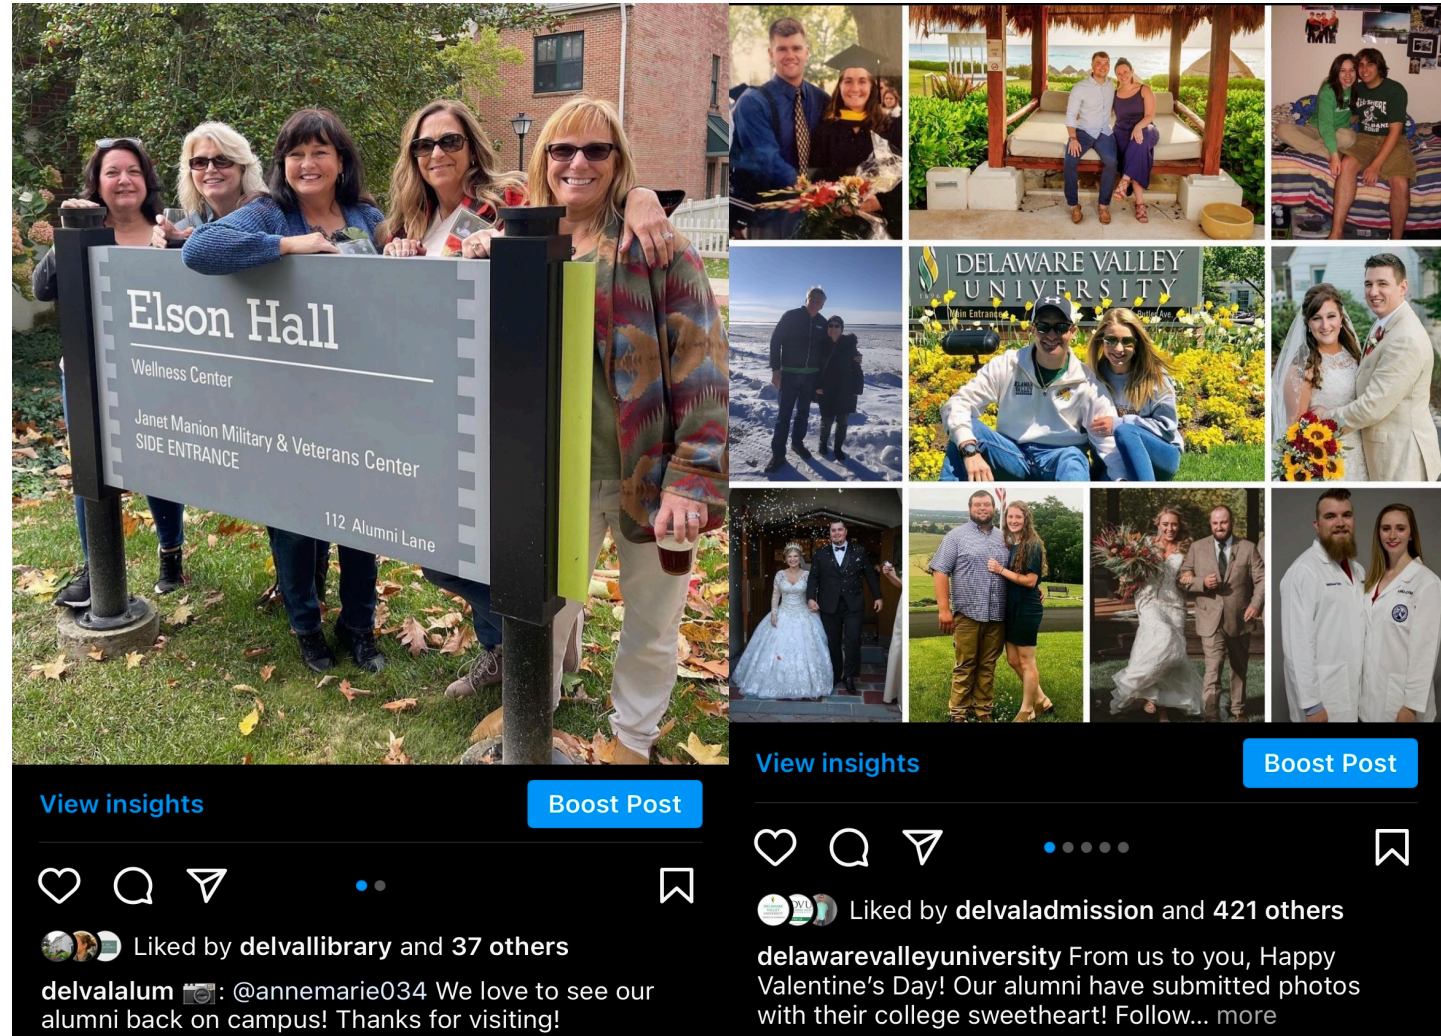 Elson Hall
Wellness Center
Janet Manion Military & Veterans Center
SIDE ENTRANCE
112 Alumni Lane
View insights
Boost Post
Liked by delvallibrary and 37 others
delvalalum 📷: @annemarie034 We love to see our
alumni back on campus! Thanks for visiting!
DELAWARE VALLEY
UNIVERSITY
1896
Main Entrance
Butler Ave.
View insights
Boost Post
Liked by delvaladmission and 421 others
delawarevalleyuniversity From us to you, Happy
Valentine’s Day! Our alumni have submitted photos
with their college sweetheart! Follow... more